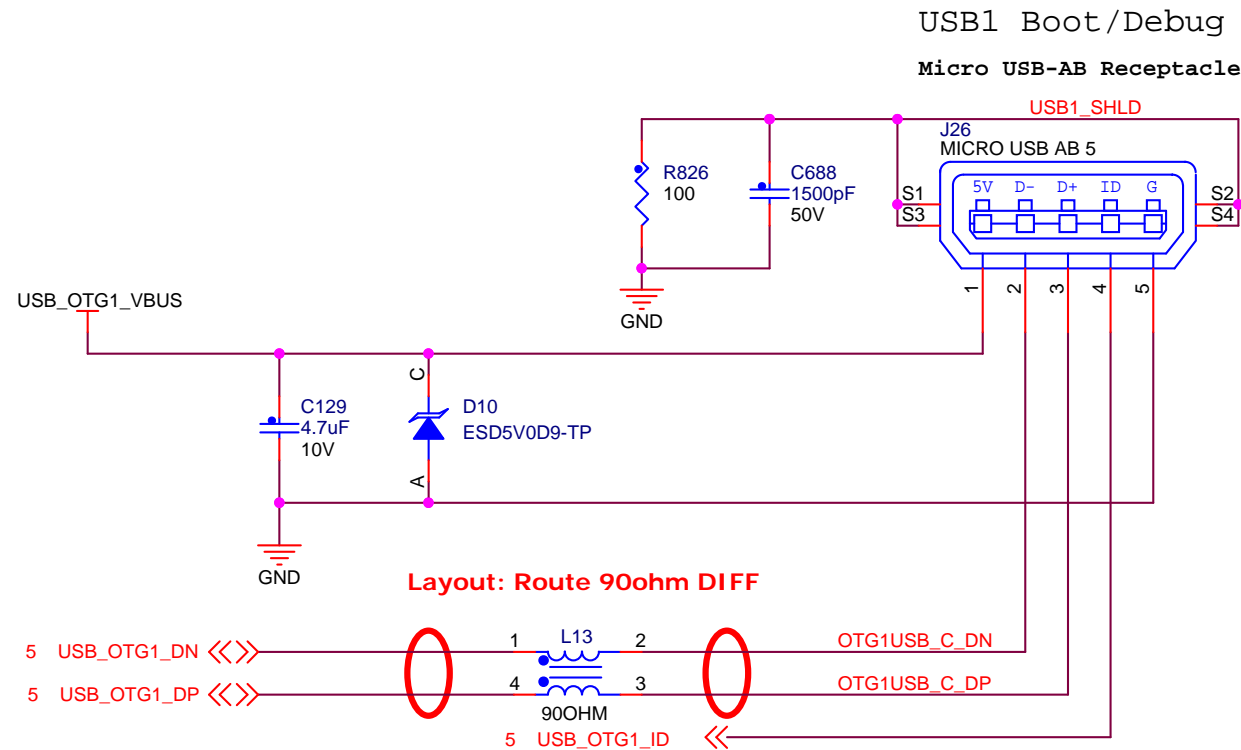 USB1 Boot/Debug
Micro USB-AB Receptacle
USB1_SHLD
J26
MICRO USB AB 5
R826
100
C688
1500pF
50V
5V D- D+ ID G
S1
S3
S2
S4
1 2 3 4 5
GND
USB_OTG1_VBUS
C
C129
4.7uF
10V
D10
ESD5V0D9-TP
A
GND
Layout: Route 90ohm DIFF
5 USB_OTG1_DN
1 L13 2
OTG1USB_C_DN
5 USB_OTG1_DP
4 3
OTG1USB_C_DP
90OHM
5 USB_OTG1_ID